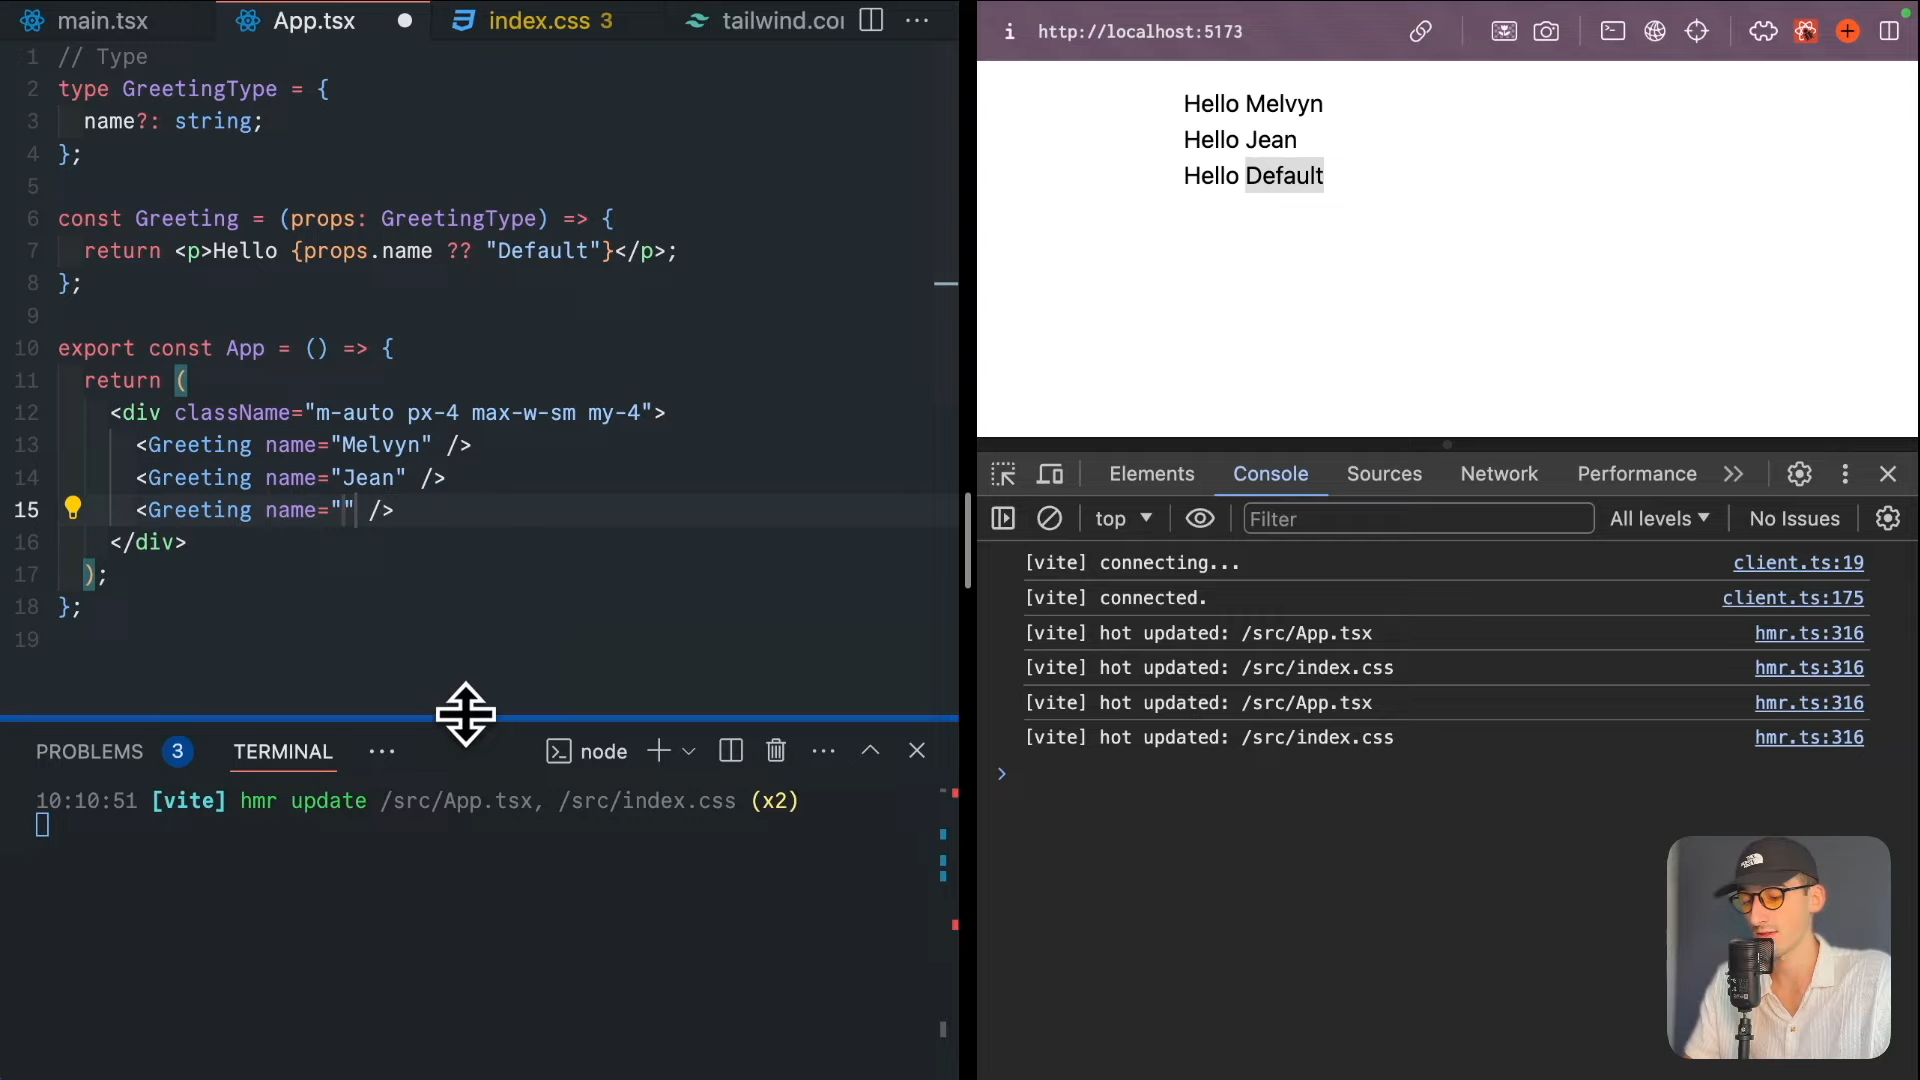 main.tsx
App.tsx
index.css 3
tailwind.co
1 // Type
2 type GreetingType = {
3 name?: string;
4 };
5
6 const Greeting = (props: GreetingType) => {
7 return <p>Hello {props.name ?? "Default"}</p>;
8 };
9
10 export const App = () => {
11 return (
12 <div className="m-auto px-4 max-w-sm my-4">
13 <Greeting name="Melvyn" />
14 <Greeting name="Jean" />
15 <Greeting name="" />
16 </div>
17 );
18 };
19
PROBLEMS 3 TERMINAL ··· node
10:10:51 [vite] hmr update /src/App.tsx, /src/index.css (x2)
i http://localhost:5173
Hello Melvyn
Hello Jean
Hello Default
Elements Console Sources Network Performance
top Filter All levels No Issues
[vite] connecting... client.ts:19
[vite] connected. client.ts:175
[vite] hot updated: /src/App.tsx hmr.ts:316
[vite] hot updated: /src/index.css hmr.ts:316
[vite] hot updated: /src/App.tsx hmr.ts:316
[vite] hot updated: /src/index.css hmr.ts:316